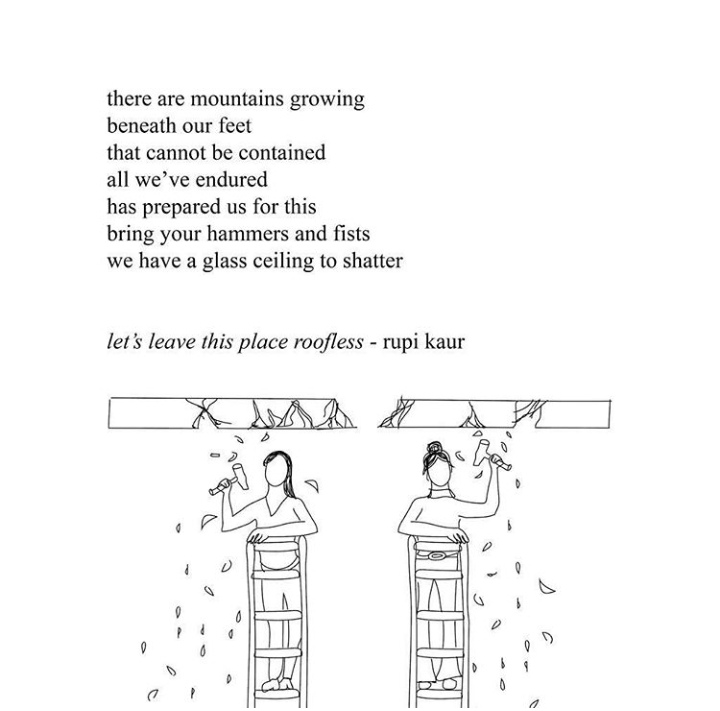 there are mountains growing
beneath our feet
that cannot be contained
all we’ve endured
has prepared us for this
bring your hammers and fists
we have a glass ceiling to shatter
let’s leave this place roofless - rupi kaur